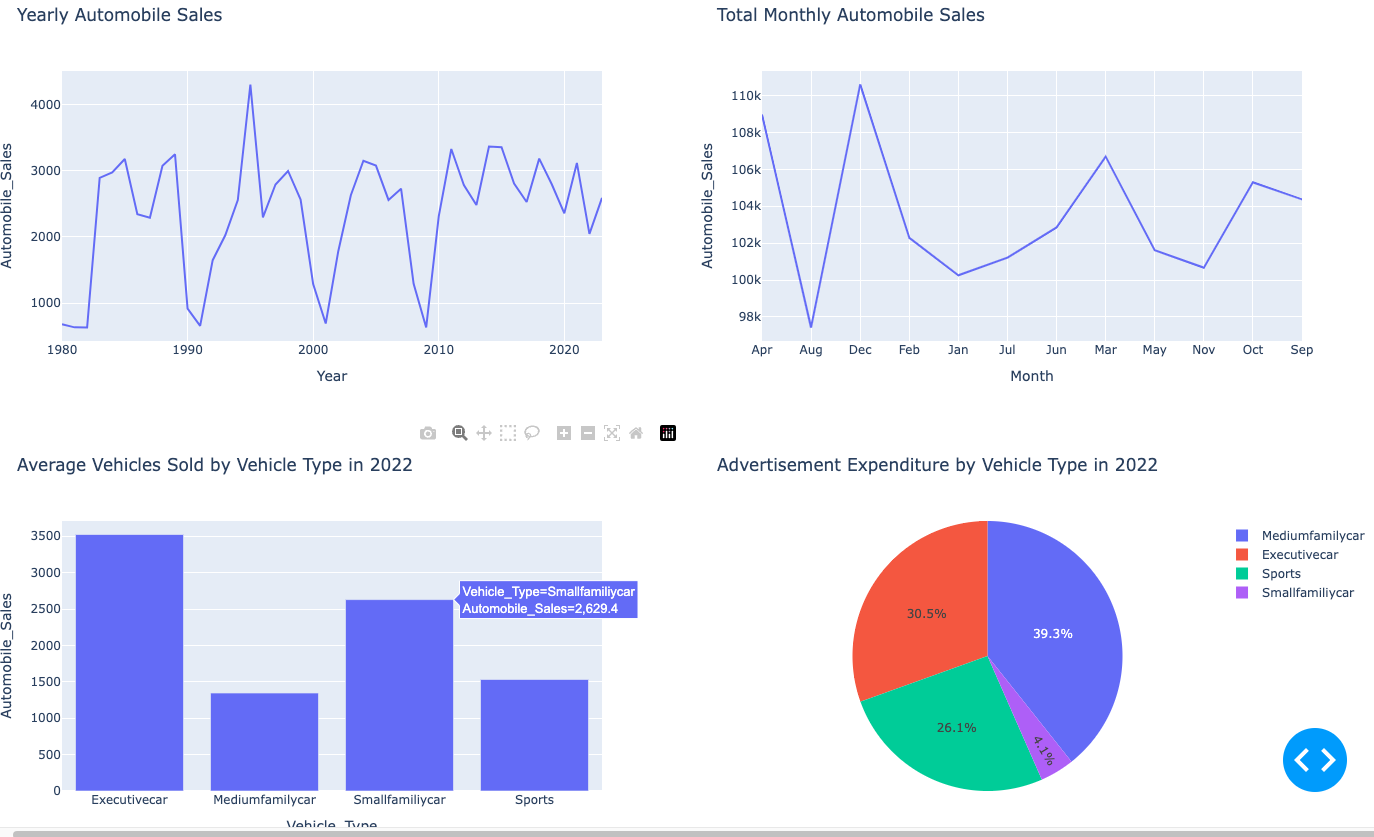 Yearly Automobile Sales
Automobile_Sales
4000
3000
2000
1000
1980 1990 2000 2010 2020
Year
Total Monthly Automobile Sales
Automobile_Sales
110k
108k
106k
104k
102k
100k
98k
Apr Aug Dec Feb Jan Jul Jun Mar May Nov Oct Sep
Month
Average Vehicles Sold by Vehicle Type in 2022
Automobile_Sales
3500
3000
2500
2000
1500
1000
500
0
Vehicle_Type=Smallfamiliycar
Automobile_Sales=2,629.4
Executivecar Mediumfamilycar Smallfamiliycar Sports
Vehicle_Type
Advertisement Expenditure by Vehicle Type in 2022
39.3%
30.5%
26.1%
4.1%
Mediumfamilycar
Executivecar
Sports
Smallfamiliycar